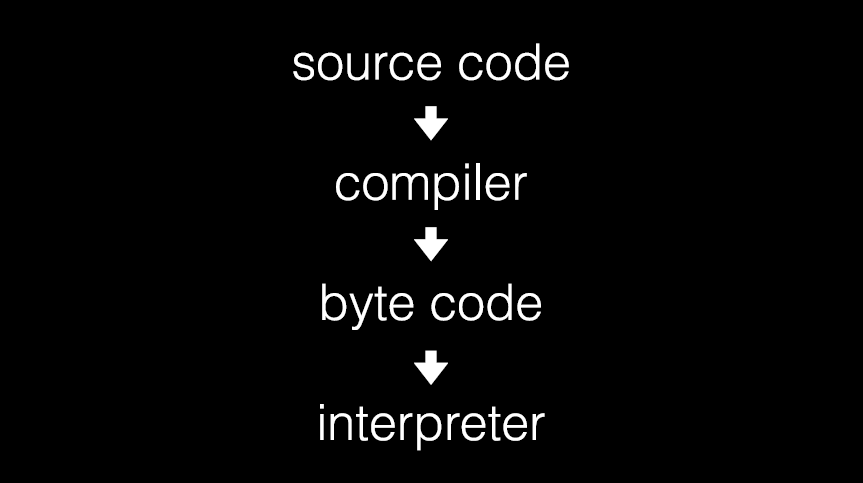 source code
compiler
byte code
interpreter